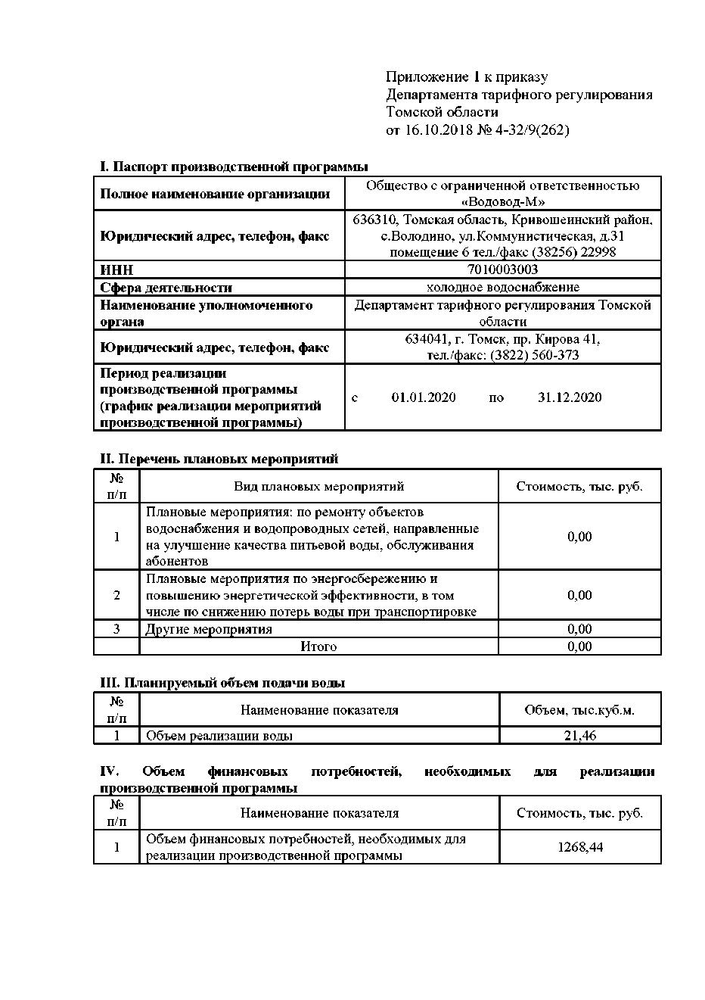 Приложение 1 к приказу
Департамента тарифного регулирования
Томской области
от 16.10.2018 № 4-32/9(262)
I. Паспорт производственной программы
Полное наименование организации
Общество с ограниченной ответственностью
«Водовод-М»
Юридический адрес, телефон, факс
636310, Томская область, Кривошеинский район,
с.Володино, ул.Коммунистическая, д.31
помещение 6 тел./факс (38256) 22998
ИНН
7010003003
Сфера деятельности
холодное водоснабжение
Наименование уполномоченного
органа
Департамент тарифного регулирования Томской
области
Юридический адрес, телефон, факс
634041, г. Томск, пр. Кирова 41,
тел./факс: (3822) 560-373
Период реализации
производственной программы
(график реализации мероприятий
производственной программы)
с 01.01.2020 по 31.12.2020
II. Перечень плановых мероприятий
№
п/п
Вид плановых мероприятий
Стоимость, тыс. руб.
1
Плановые мероприятия: по ремонту объектов
водоснабжения и водопроводных сетей, направленные
на улучшение качества питьевой воды, обслуживания
абонентов
0,00
2
Плановые мероприятия по энергосбережению и
повышению энергетической эффективности, в том
числе по снижению потерь воды при транспортировке
0,00
3
Другие мероприятия
0,00
Итого
0,00
III. Планируемый объем подачи воды
№
п/п
Наименование показателя
Объем, тыс.куб.м.
1
Объем реализации воды
21,46
IV. Объем финансовых потребностей, необходимых для реализации
производственной программы
№
п/п
Наименование показателя
Стоимость, тыс. руб.
1
Объем финансовых потребностей, необходимых для
реализации производственной программы
1268,44